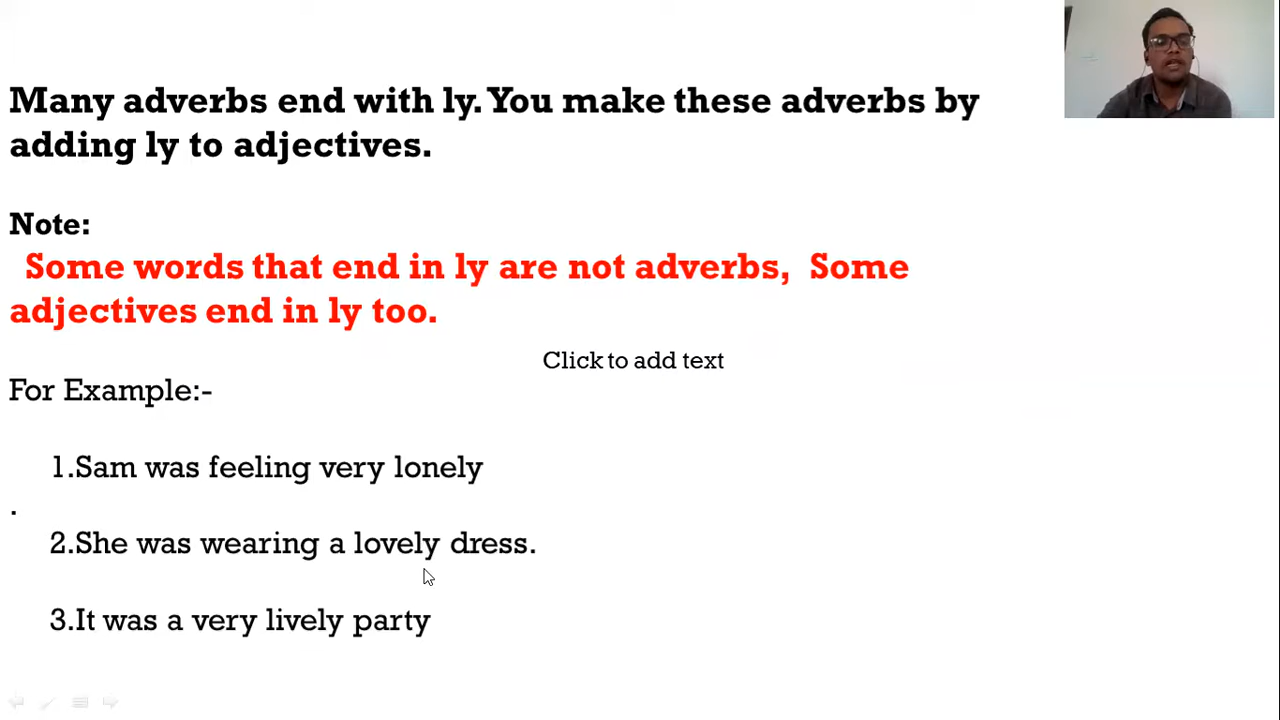 Many adverbs end with ly. You make these adverbs by
adding ly to adjectives.
Note:
Some words that end in ly are not adverbs, Some
adjectives end in ly too.
Click to add text
For Example:-
1.Sam was feeling very lonely
.
2.She was wearing a lovely dress.
3.It was a very lively party